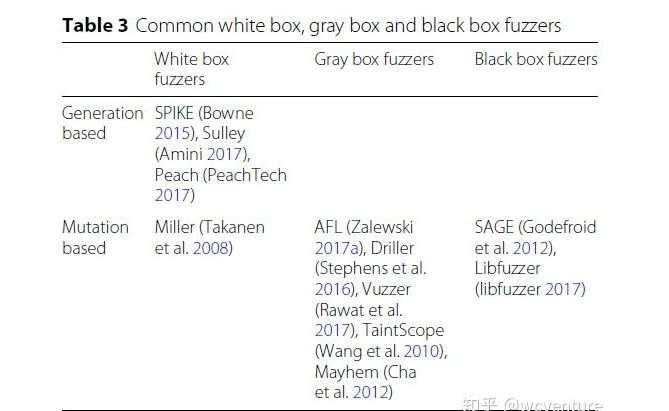 Table 3 Common white box, gray box and black box fuzzers
White box fuzzers Gray box fuzzers Black box fuzzers
Generation based SPIKE (Bowne 2015), Sulley (Amini 2017), Peach (PeachTech 2017)
Mutation based Miller (Takanen et al. 2008) AFL (Zalewski 2017a), Driller (Stephens et al. 2016), Vuzzer (Rawat et al. 2017), TaintScope (Wang et al. 2010), Mayhem (Cha et al. 2012) SAGE (Godefroid et al. 2012), Libfuzzer (libfuzzer 2017)
知乎 @wcventure